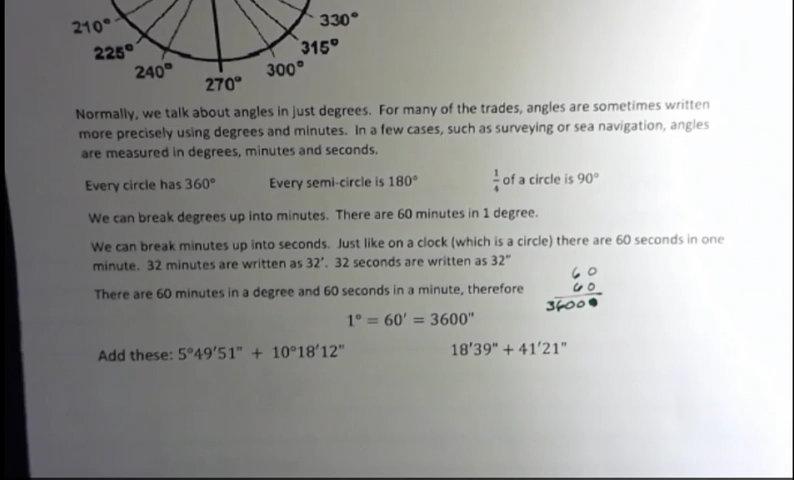 210°
330°
225°
315°
240°
300°
270°
Normally, we talk about angles in just degrees. For many of the trades, angles are sometimes written
more precisely using degrees and minutes. In a few cases, such as surveying or sea navigation, angles
are measured in degrees, minutes and seconds.
Every circle has 360° Every semi-circle is 180° 1/4 of a circle is 90°
We can break degrees up into minutes. There are 60 minutes in 1 degree.
We can break minutes up into seconds. Just like on a clock (which is a circle) there are 60 seconds in one
minute. 32 minutes are written as 32′. 32 seconds are written as 32″
60
There are 60 minutes in a degree and 60 seconds in a minute, therefore
60
3600
1° = 60′ = 3600″
Add these: 5°49′51″ + 10°18′12″ 18′39″ + 41′21″